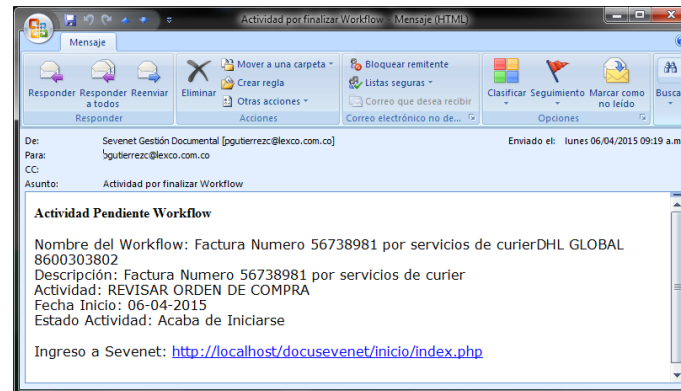 Actividad por finalizar Workflow - Mensaje (HTML)
Mensaje
Responder Responder a todos Reenviar
Responder
Eliminar
Mover a una carpeta
Crear regla
Otras acciones
Acciones
Bloquear remitente
Listas seguras
Correo que desea recibir
Correo electrónico no de...
Clasificar Seguimiento Marcar como no leído
Opciones
Busca
De: Sevenet Gestión Documental [pgutierrezc@lexco.com.co]
Enviado el: lunes 06/04/2015 09:19 a.m
Para: pgutierrezc@lexco.com.co
CC:
Asunto: Actividad por finalizar Workflow
Actividad Pendiente Workflow
Nombre del Workflow: Factura Numero 56738981 por servicios de curierDHL GLOBAL
8600303802
Descripción: Factura Numero 56738981 por servicios de curier
Actividad: REVISAR ORDEN DE COMPRA
Fecha Inicio: 06-04-2015
Estado Actividad: Acaba de Iniciarse
Ingreso a Sevenet: http://localhost/docusevenet/inicio/index.php